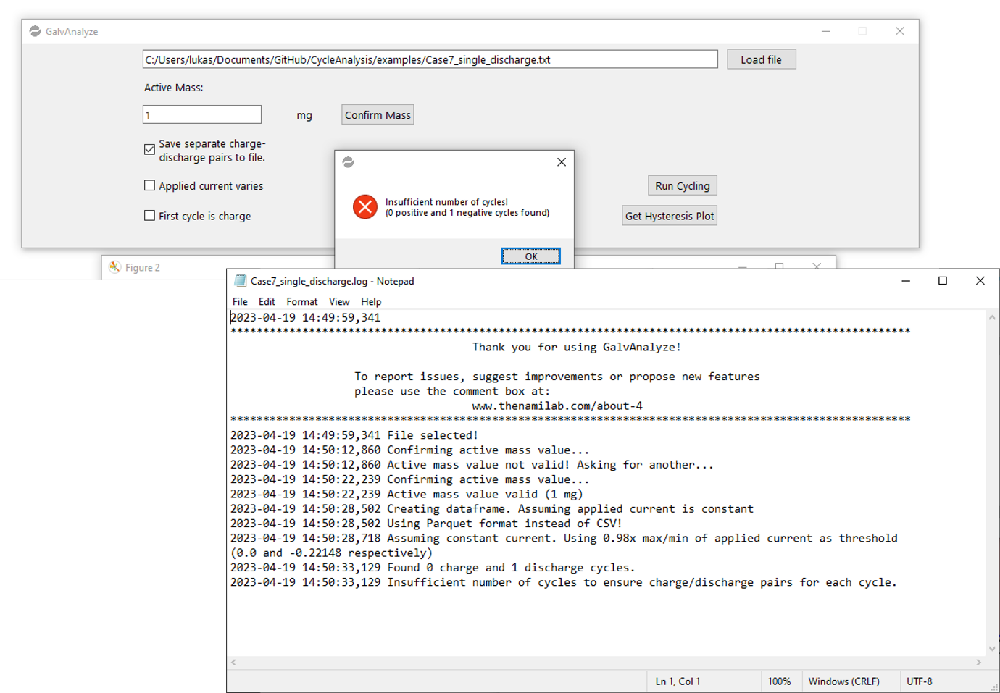 GalvAnalyze
C:/Users/lukas/Documents/GitHub/CycleAnalysis/examples/Case7_single_discharge.txt
Load file
Active Mass:
1
mg
Confirm Mass
Save separate charge-
discharge pairs to file.
Applied current varies
First cycle is charge
Run Cycling
Get Hysteresis Plot
Insufficient number of cycles!
(0 positive and 1 negative cycles found)
OK
Figure 2
Case7_single_discharge.log - Notepad
File Edit Format View Help
2023-04-19 14:49:59,341
********************************************************************************************************
Thank you for using GalvAnalyze!
To report issues, suggest improvements or propose new features
please use the comment box at:
www.thenamilab.com/about-4
********************************************************************************************************
2023-04-19 14:49:59,341 File selected!
2023-04-19 14:50:12,860 Confirming active mass value...
2023-04-19 14:50:12,860 Active mass value not valid! Asking for another...
2023-04-19 14:50:22,239 Confirming active mass value...
2023-04-19 14:50:22,239 Active mass value valid (1 mg)
2023-04-19 14:50:28,502 Creating dataframe. Assuming applied current is constant
2023-04-19 14:50:28,502 Using Parquet format instead of CSV!
2023-04-19 14:50:28,718 Assuming constant current. Using 0.98x max/min of applied current as threshold
(0.0 and -0.22148 respectively)
2023-04-19 14:50:33,129 Found 0 charge and 1 discharge cycles.
2023-04-19 14:50:33,129 Insufficient number of cycles to ensure charge/discharge pairs for each cycle.
Ln 1, Col 1
100%
Windows (CRLF)
UTF-8